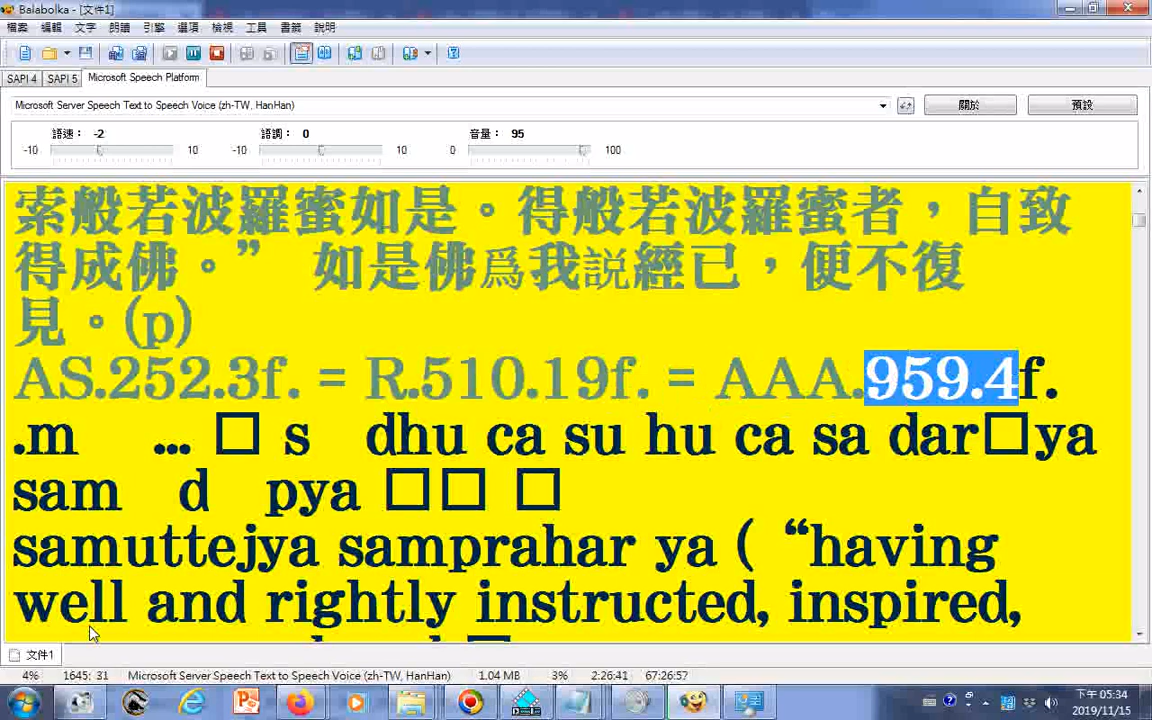 Balabolka - [文件1]
檔案 編輯 文字 朗讀 引擎 選項 檢視 工具 書籤 說明
SAPI 4 SAPI 5 Microsoft Speech Platform
Microsoft Server Speech Text to Speech Voice (zh-TW, HanHan) 關於 預設
語速： -2 語調： 0 音量： 95
-10 10 -10 10 0 100
索般若波羅蜜如是。得般若波羅蜜者，自致
得成佛。” 如是佛爲我説經已，便不復
見。(p)
AS.252.3f. = R.510.19f. = AAA.959.4f.
.m ... □ s dhu ca su hu ca sa dar□ya
sam d pya □□ □
samuttejya samprahar ya ( “having
well and rightly instructed, inspired,
文件1
4% 1645: 31 Microsoft Server Speech Text to Speech Voice (zh-TW, HanHan) 1.04 MB 3% 2:26:41 67:26:57
下午 05:34
2019/11/15